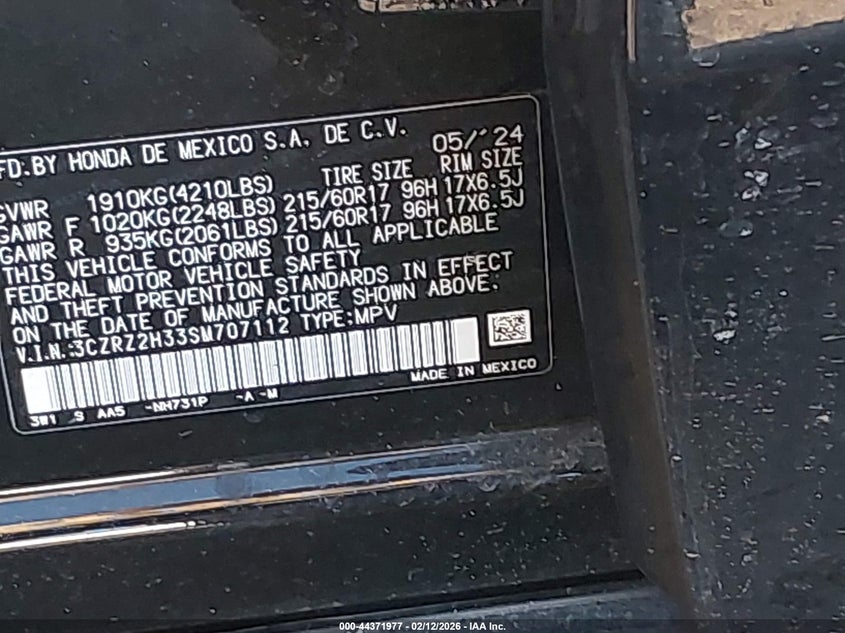 FD.BY HONDA DE MEXICO S.A. DE C.V. 05/'24
GVWR 1910KG(4210LBS) TIRE SIZE RIM SIZE
GAWR F 1020KG(2248LBS) 215/60R17 96H 17X6.5J
GAWR R 935KG(2061LBS) 215/60R17 96H 17X6.5J
THIS VEHICLE CONFORMS TO ALL APPLICABLE
FEDERAL MOTOR VEHICLE SAFETY
AND THEFT PREVENTION STANDARDS IN EFFECT
ON THE DATE OF MANUFACTURE SHOWN ABOVE.
V.I.N.:3CZRZ2H33SM707112 TYPE:MPV
3W1 S AA5 -NH731P -A -M MADE IN MEXICO
000-44371977 - 02/12/2026 - IAA Inc.